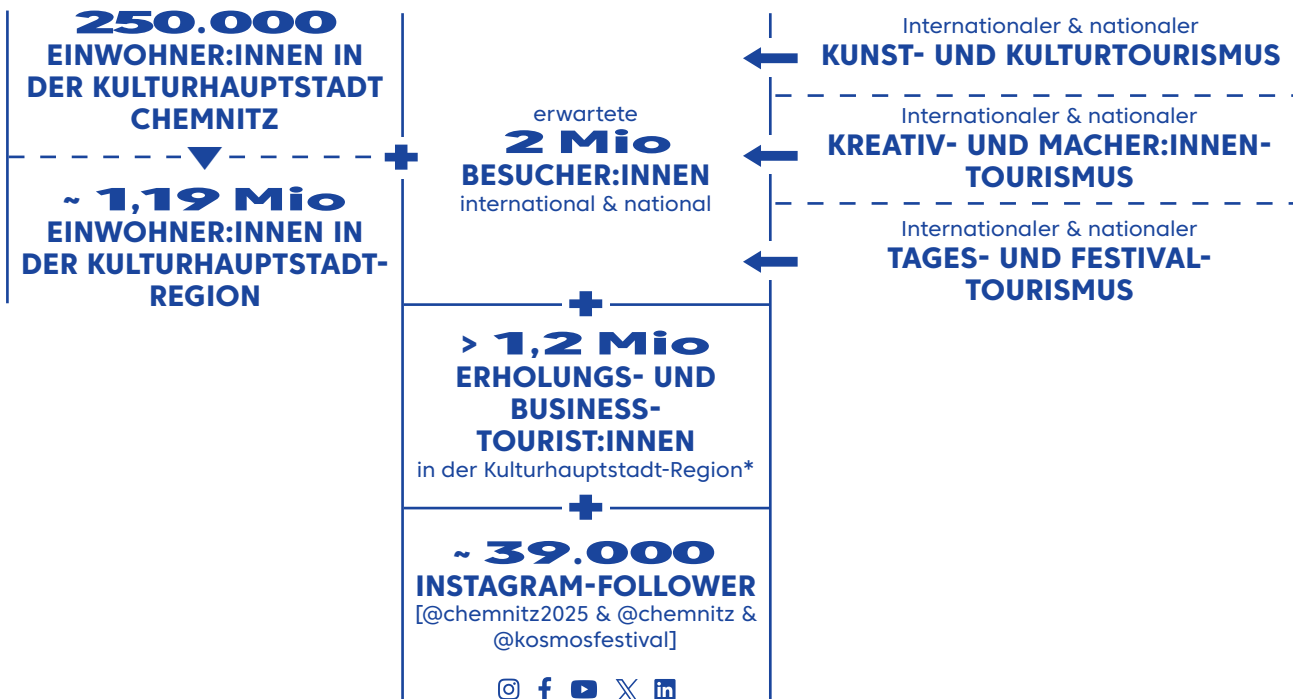 250.000
EINWOHNER:INNEN IN
DER KULTURHAUPTSTADT
CHEMNITZ
~ 1,19 Mio
EINWOHNER:INNEN IN
DER KULTURHAUPTSTADT-
REGION
erwartete
2 Mio
BESUCHER:INNEN
international & national
> 1,2 Mio
ERHOLUNGS- UND
BUSINESS-
TOURIST:INNEN
in der Kulturhauptstadt-Region*
~ 39.000
INSTAGRAM-FOLLOWER
[@chemnitz2025 & @chemnitz &
@kosmosfestival]
Internationaler & nationaler
KUNST- UND KULTURTOURISMUS
Internationaler & nationaler
KREATIV- UND MACHER:INNEN-
TOURISMUS
Internationaler & nationaler
TAGES- UND FESTIVAL-
TOURISMUS